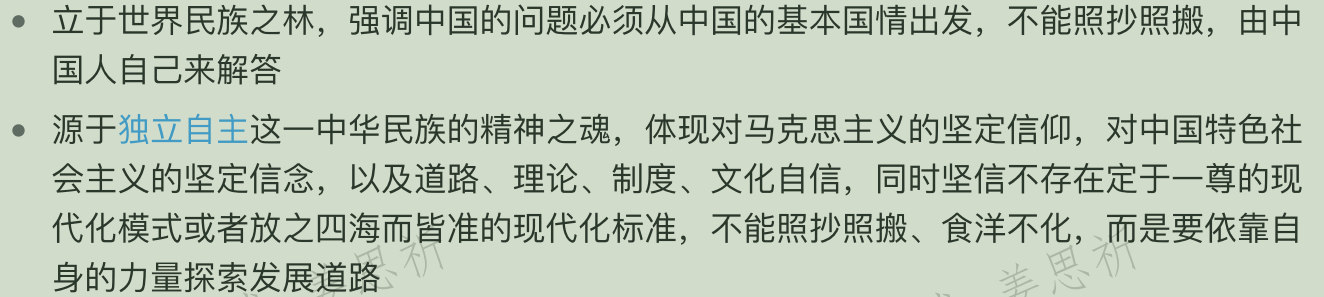 立于世界民族之林，强调中国的问题必须从中国的基本国情出发，不能照抄照搬，由中
国人自己来解答
源于独立自主这一中华民族的精神之魂，体现对马克思主义的坚定信仰，对中国特色社
会主义的坚定信念，以及道路、理论、制度、文化自信，同时坚信不存在定于一尊的现
代化模式或者放之四海而皆准的现代化标准，不能照抄照搬、食洋不化，而是要依靠自
身的力量探索发展道路
姜思祈
姜思祈